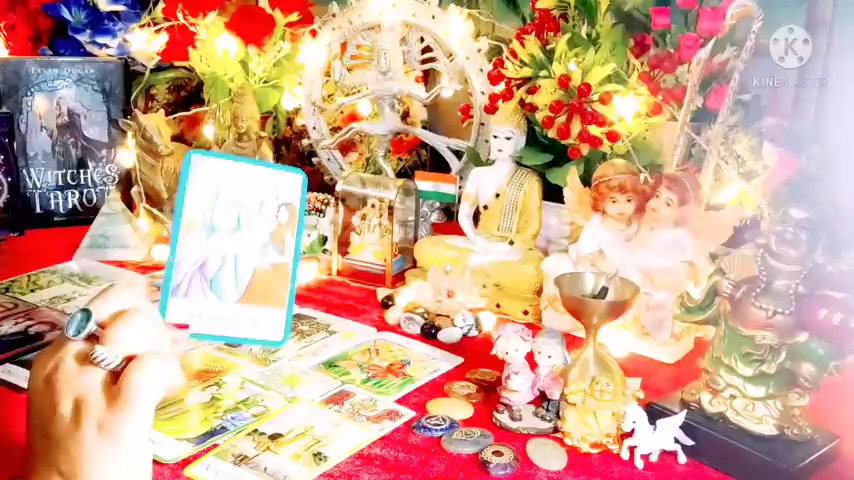 ELLEN DUGAN
WITCHES
TAROT
K
KINEMASTER